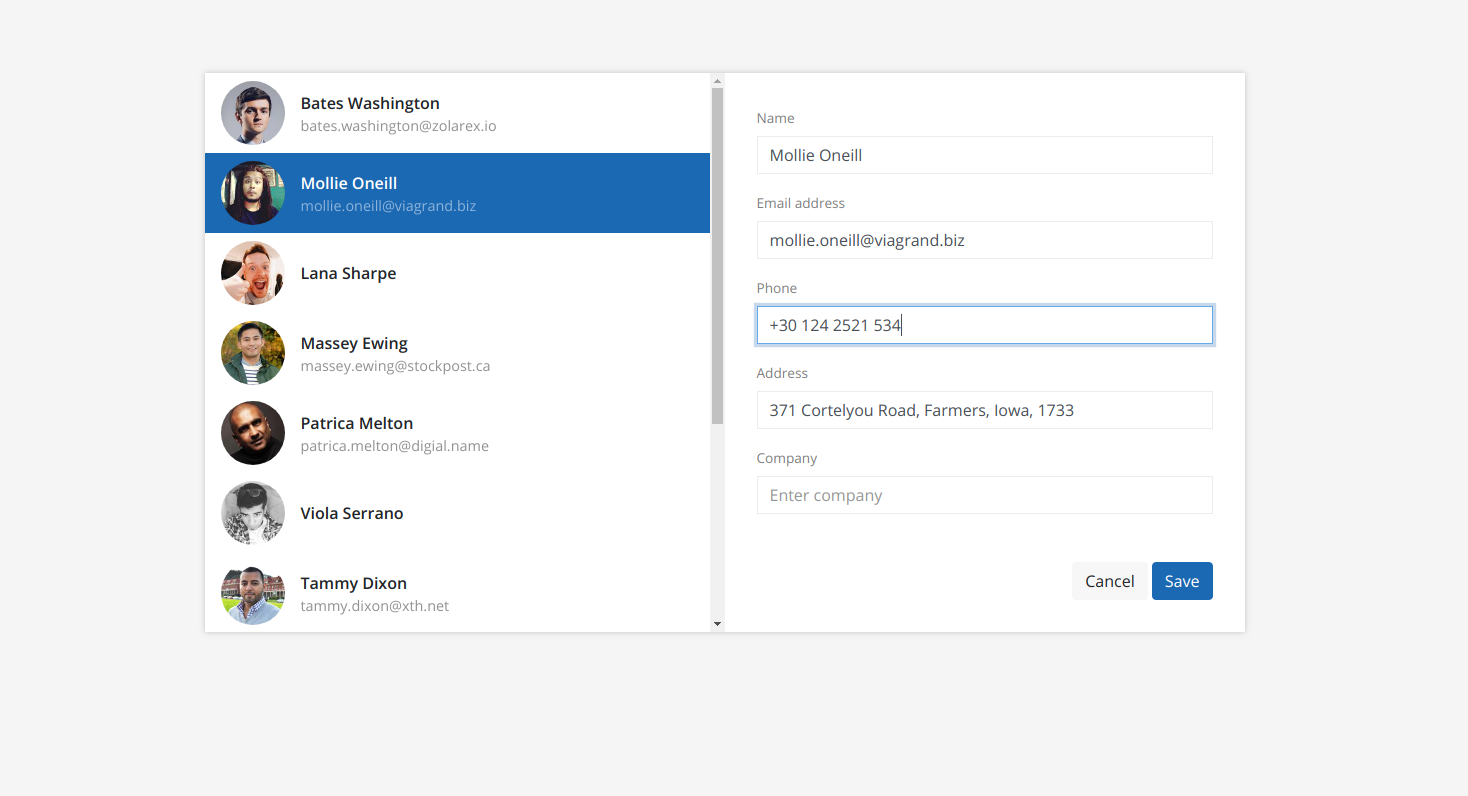 Bates Washington
bates.washington@zolarex.io
Mollie Oneill
mollie.oneill@viagrand.biz
Lana Sharpe
Massey Ewing
massey.ewing@stockpost.ca
Patrica Melton
patrica.melton@digial.name
Viola Serrano
Tammy Dixon
tammy.dixon@xth.net
Name
Mollie Oneill
Email address
mollie.oneill@viagrand.biz
Phone
+30 124 2521 534
Address
371 Cortelyou Road, Farmers, Iowa, 1733
Company
Enter company
Cancel Save